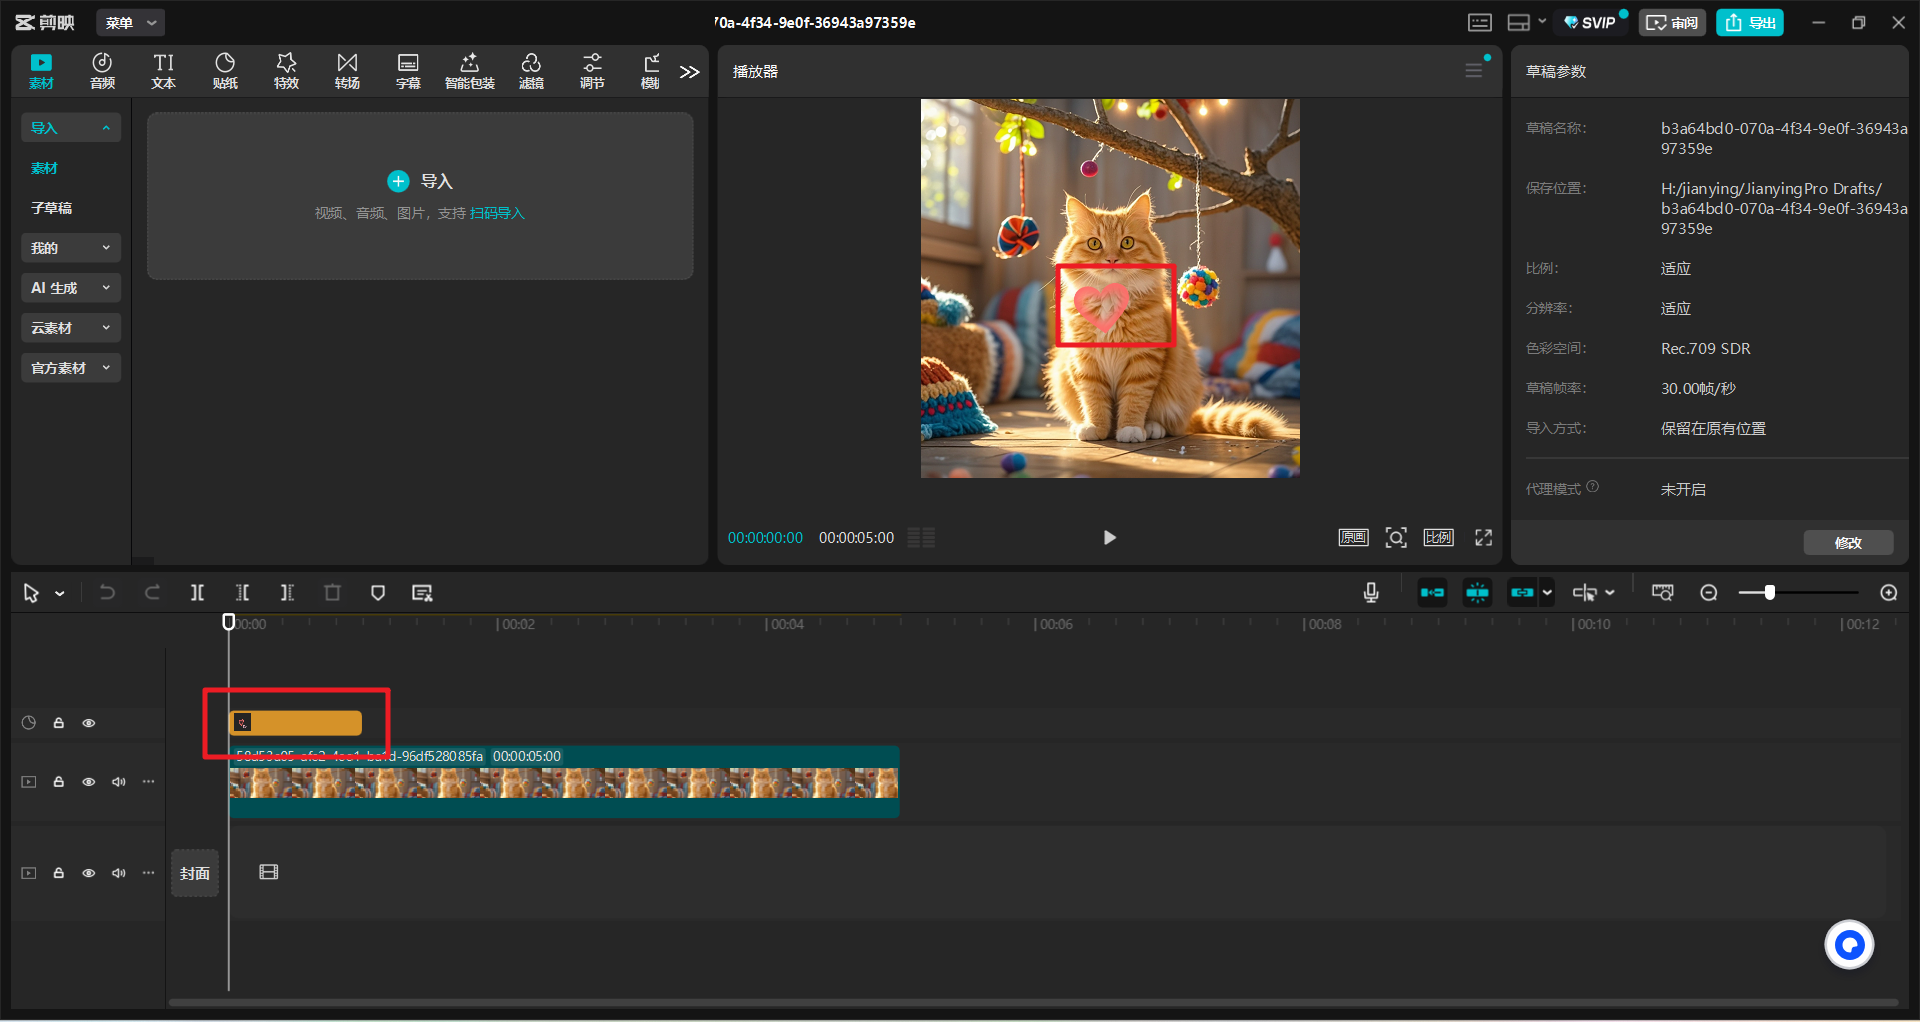 剪映
菜单
70a-4f34-9e0f-36943a97359e
SVIP
审阅
导出
素材
音频
文本
贴纸
特效
转场
字幕
智能包装
滤镜
调节
导入
素材
子草稿
我的
AI 生成
云素材
官方素材
导入
视频、音频、图片，支持 扫码导入
播放器
00:00:00:00 00:00:05:00
原画
比例
草稿参数
草稿名称： b3a64bd0-070a-4f34-9e0f-36943a
97359e
保存位置： H:/jianying/JianyingPro Drafts/
b3a64bd0-070a-4f34-9e0f-36943a
97359e
比例： 适应
分辨率： 适应
色彩空间： Rec.709 SDR
草稿帧率： 30.00帧/秒
导入方式： 保留在原有位置
代理模式 未开启
修改
00:00 00:02 00:04 00:06 00:08 00:10 00:12
96df528085fa 00:00:05:00
封面